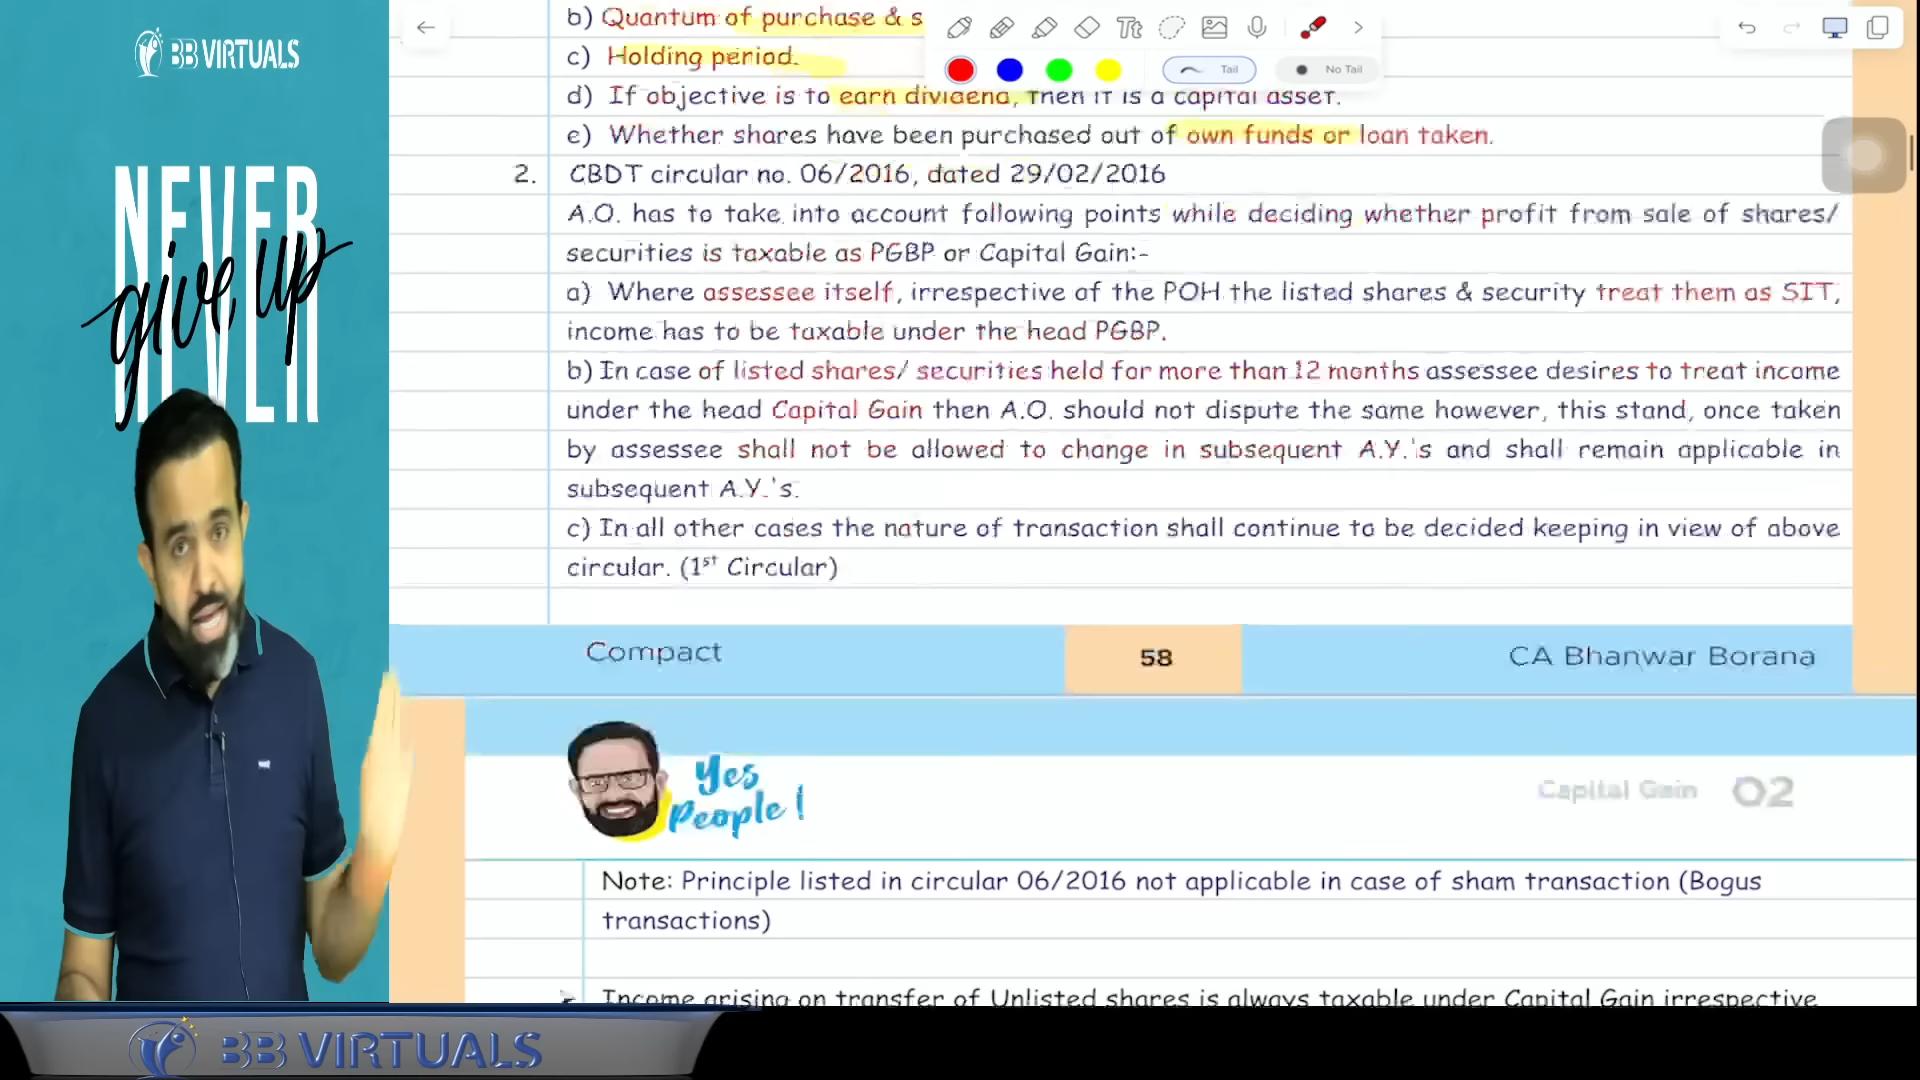 BB VIRTUALS
NEVER
give up
NEVER
b) Quantum of purchase & s
c) Holding period.
d) If objective is to earn dividend, then it is a capital asset.
e) Whether shares have been purchased out of own funds or loan taken.
Tt
Tail
No Tail
2. CBDT circular no. 06/2016, dated 29/02/2016
A.O. has to take into account following points while deciding whether profit from sale of shares/
securities is taxable as PGBP or Capital Gain:-
a) Where assessee itself, irrespective of the POH the listed shares & security treat them as SIT,
income has to be taxable under the head PGBP.
b) In case of listed shares/ securities held for more than 12 months assessee desires to treat income
under the head Capital Gain then A.O. should not dispute the same however, this stand, once taken
by assessee shall not be allowed to change in subsequent A.Y.'s and shall remain applicable in
subsequent A.Y.'s.
c) In all other cases the nature of transaction shall continue to be decided keeping in view of above
circular. (1st Circular)
Compact 58 CA Bhanwar Borana
Yes
People !
Capital Gain 02
Note: Principle listed in circular 06/2016 not applicable in case of sham transaction (Bogus
transactions)
➤ Income arising on transfer of Unlisted shares is always taxable under Capital Gain irrespective
BB VIRTUALS